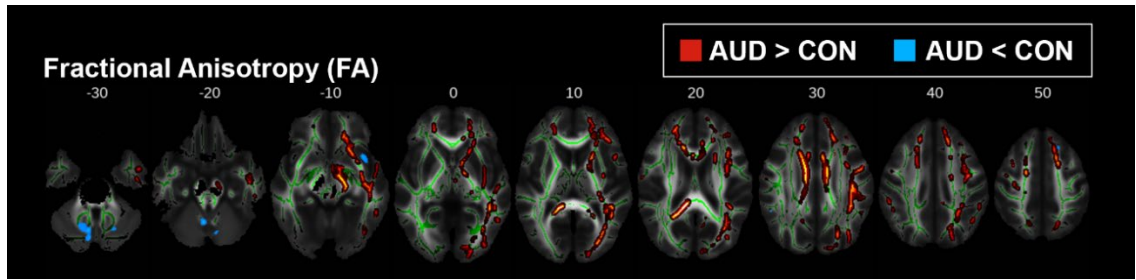 AUD > CON AUD < CON
Fractional Anisotropy (FA)
-30 -20 -10 0 10 20 30 40 50